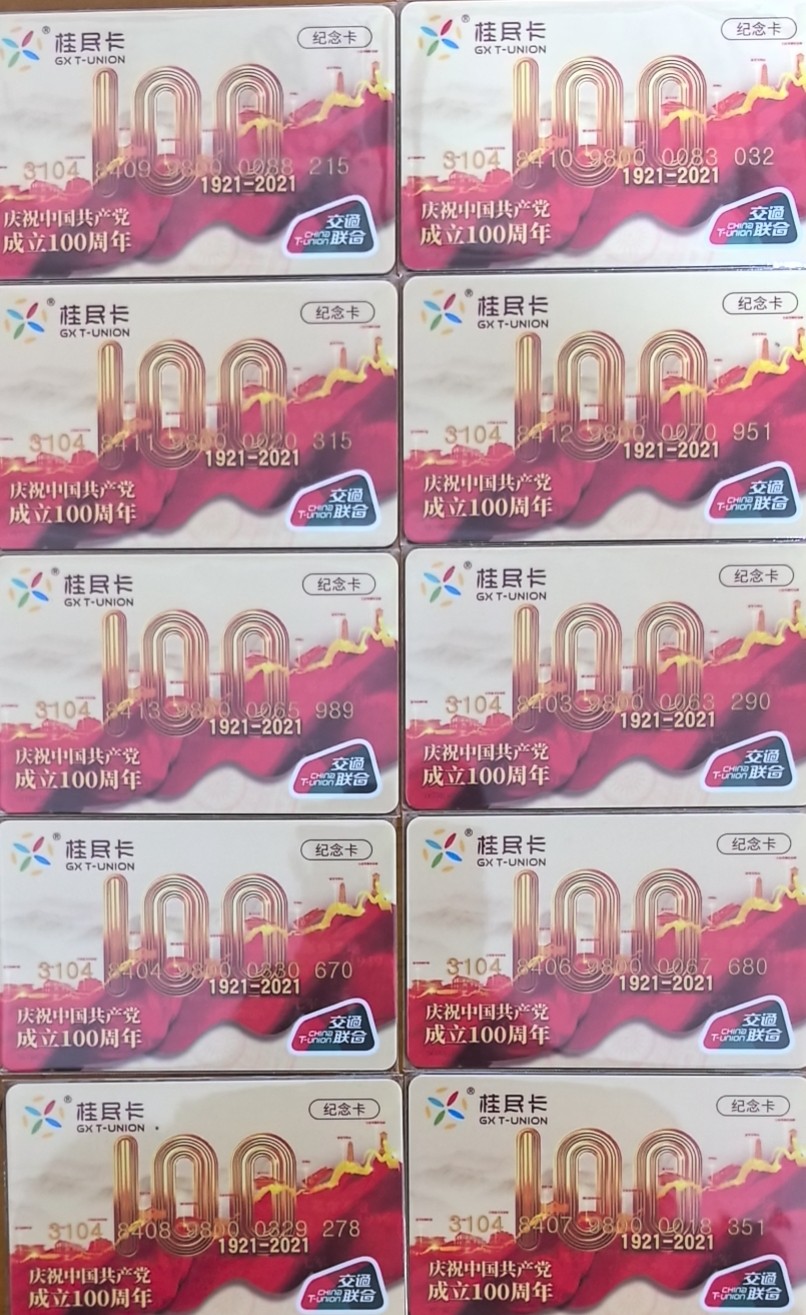 桂民卡®
GX T-UNION
纪念卡
100
3104 8409 9800 0088 215
1921-2021
庆祝中国共产党
成立100周年
交通
CHINA T-UNION 联合
桂民卡®
GX T-UNION
纪念卡
100
3104 8410 9800 0083 032
1921-2021
庆祝中国共产党
成立100周年
交通
CHINA T-UNION 联合
桂民卡®
GX T-UNION
纪念卡
100
3104 8411 9800 0020 315
1921-2021
庆祝中国共产党
成立100周年
交通
CHINA T-UNION 联合
桂民卡®
GX T-UNION
纪念卡
100
3104 8412 9800 0070 951
1921-2021
庆祝中国共产党
成立100周年
交通
CHINA T-UNION 联合
桂民卡®
GX T-UNION
纪念卡
100
3104 8413 9800 0065 989
1921-2021
庆祝中国共产党
成立100周年
交通
CHINA T-UNION 联合
桂民卡®
GX T-UNION
纪念卡
100
3104 8403 9800 0063 290
1921-2021
庆祝中国共产党
成立100周年
交通
CHINA T-UNION 联合
桂民卡®
GX T-UNION
纪念卡
100
3104 8404 9800 0330 670
1921-2021
庆祝中国共产党
成立100周年
交通
CHINA T-UNION 联合
桂民卡®
GX T-UNION
纪念卡
100
3104 8406 9800 0067 680
1921-2021
庆祝中国共产党
成立100周年
交通
CHINA T-UNION 联合
桂民卡®
GX T-UNION
纪念卡
100
3104 8408 9800 0329 278
1921-2021
庆祝中国共产党
成立100周年
交通
CHINA T-UNION 联合
桂民卡®
GX T-UNION
纪念卡
100
3104 8407 9800 0018 351
1921-2021
庆祝中国共产党
成立100周年
交通
CHINA T-UNION 联合